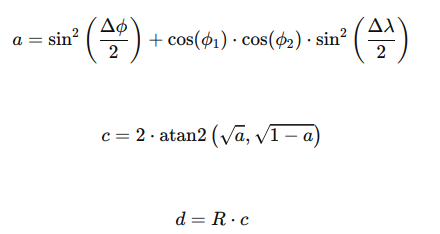 a = sin²(Δϕ/2) + cos(ϕ₁) · cos(ϕ₂) · sin²(Δλ/2)
c = 2 · atan2(√a, √(1 − a))
d = R · c